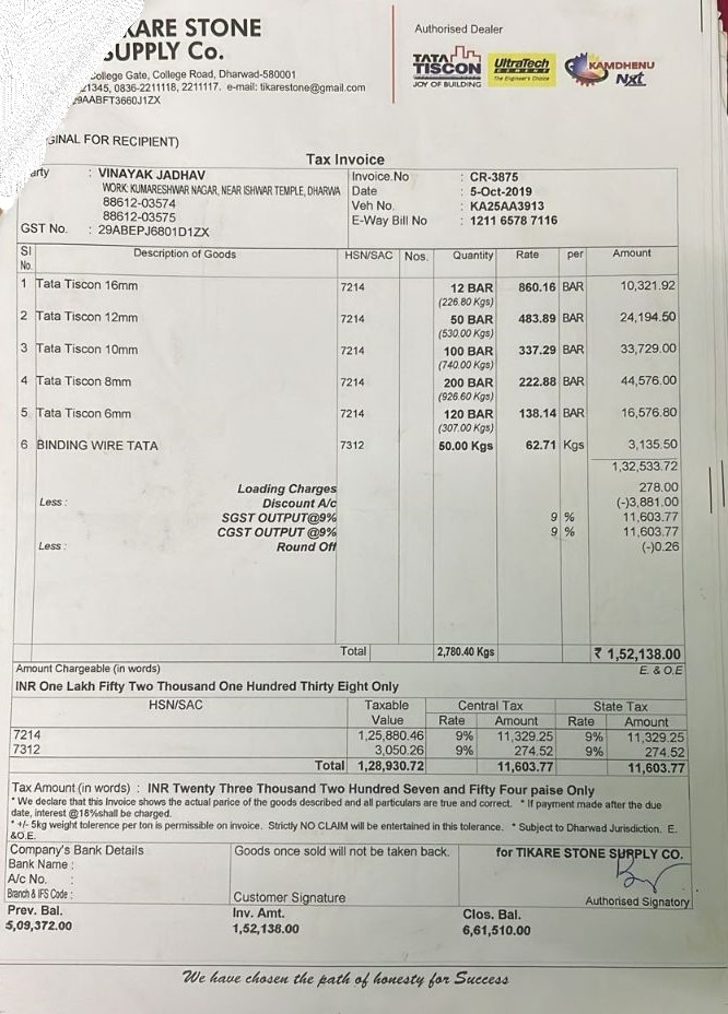 KARE STONE
SUPPLY Co.
College Gate, College Road, Dharwad-580001
21345, 0836-2211118, 2211117. e-mail: tikarestone@gmail.com
29AABFT3660J1ZX
Authorised Dealer
TATA TISCON
JOY OF BUILDING
UltraTech
CEMENT
The Engineer's Choice
KAMDHENU
Nxt
GINAL FOR RECIPIENT)
Tax Invoice
arty : VINAYAK JADHAV
WORK: KUMARESHWAR NAGAR, NEAR ISHWAR TEMPLE, DHARWA
88612-03574
88612-03575
GST No. : 29ABEPJ6801D1ZX
Invoice.No : CR-3875
Date : 5-Oct-2019
Veh No. : KA25AA3913
E-Way Bill No : 1211 6578 7116
Sl No. Description of Goods HSN/SAC Nos. Quantity Rate per Amount
1 Tata Tiscon 16mm 7214 12 BAR 860.16 BAR 10,321.92
(226.80 Kgs)
2 Tata Tiscon 12mm 7214 50 BAR 483.89 BAR 24,194.50
(530.00 Kgs)
3 Tata Tiscon 10mm 7214 100 BAR 337.29 BAR 33,729.00
(740.00 Kgs)
4 Tata Tiscon 8mm 7214 200 BAR 222.88 BAR 44,576.00
(926.60 Kgs)
5 Tata Tiscon 6mm 7214 120 BAR 138.14 BAR 16,576.80
(307.00 Kgs)
6 BINDING WIRE TATA 7312 50.00 Kgs 62.71 Kgs 3,135.50
1,32,533.72
Loading Charges 278.00
Less : Discount A/c (-)3,881.00
SGST OUTPUT@9% 9 % 11,603.77
CGST OUTPUT @9% 9 % 11,603.77
Less : Round Off (-)0.26
Total 2,780.40 Kgs ₹ 1,52,138.00
Amount Chargeable (in words) E. & O.E
INR One Lakh Fifty Two Thousand One Hundred Thirty Eight Only
HSN/SAC Taxable Value Central Tax State Tax
Rate Amount Rate Amount
7214 1,25,880.46 9% 11,329.25 9% 11,329.25
7312 3,050.26 9% 274.52 9% 274.52
Total 1,28,930.72 11,603.77 11,603.77
Tax Amount (in words) : INR Twenty Three Thousand Two Hundred Seven and Fifty Four paise Only
* We declare that this Invoice shows the actual parice of the goods described and all particulars are true and correct. * If payment made after the due
date, interest @18%shall be charged.
* +/- 5kg weight tolerence per ton is permissible on invoice. Strictly NO CLAIM will be entertained in this tolerance. * Subject to Dharwad Jurisdiction. E.
&O.E.
Company's Bank Details
Bank Name :
A/c No. :
Branch & IFS Code :
Goods once sold will not be taken back.
Customer Signature
for TIKARE STONE SUPPLY CO.
Authorised Signatory
Prev. Bal. Inv. Amt. Clos. Bal.
5,09,372.00 1,52,138.00 6,61,510.00
We have chosen the path of honesty for Success